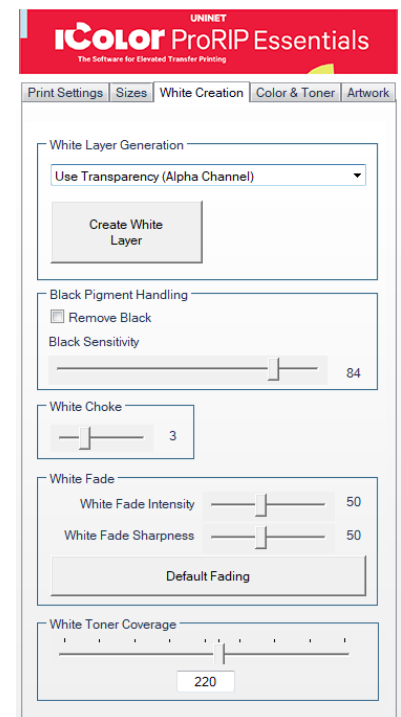 UNINET
IColor ProRIP Essentials
The Software for Elevated Transfer Printing
Print Settings Sizes White Creation Color & Toner Artwork
White Layer Generation
Use Transparency (Alpha Channel)
Create White
Layer
Black Pigment Handling
Remove Black
Black Sensitivity
84
White Choke
3
White Fade
White Fade Intensity 50
White Fade Sharpness 50
Default Fading
White Toner Coverage
220